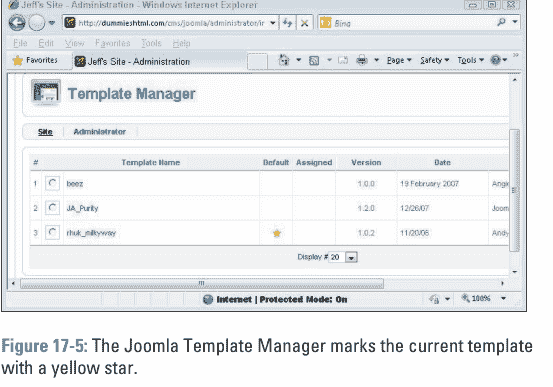 Jeff's Site - Administration - Windows Internet Explorer
http://dummieshtml.com/cms/joomla/administrator/ir
Bing
File Edit View Favorites Tools Help
Favorites Jeff's Site - Administration Page Safety Tools
Template Manager
Site Administrator
# Template Name Default Assigned Version Date
1 beez 1.0.0 19 February 2007 Ange
2 JA_Purity 1.2.0 12/26/07 Joom
3 rhuk_milkyway 1.0.2 11/20/06 Andy
Display # 20
Internet | Protected Mode: On 100%
Figure 17-5: The Joomla Template Manager marks the current template
with a yellow star.